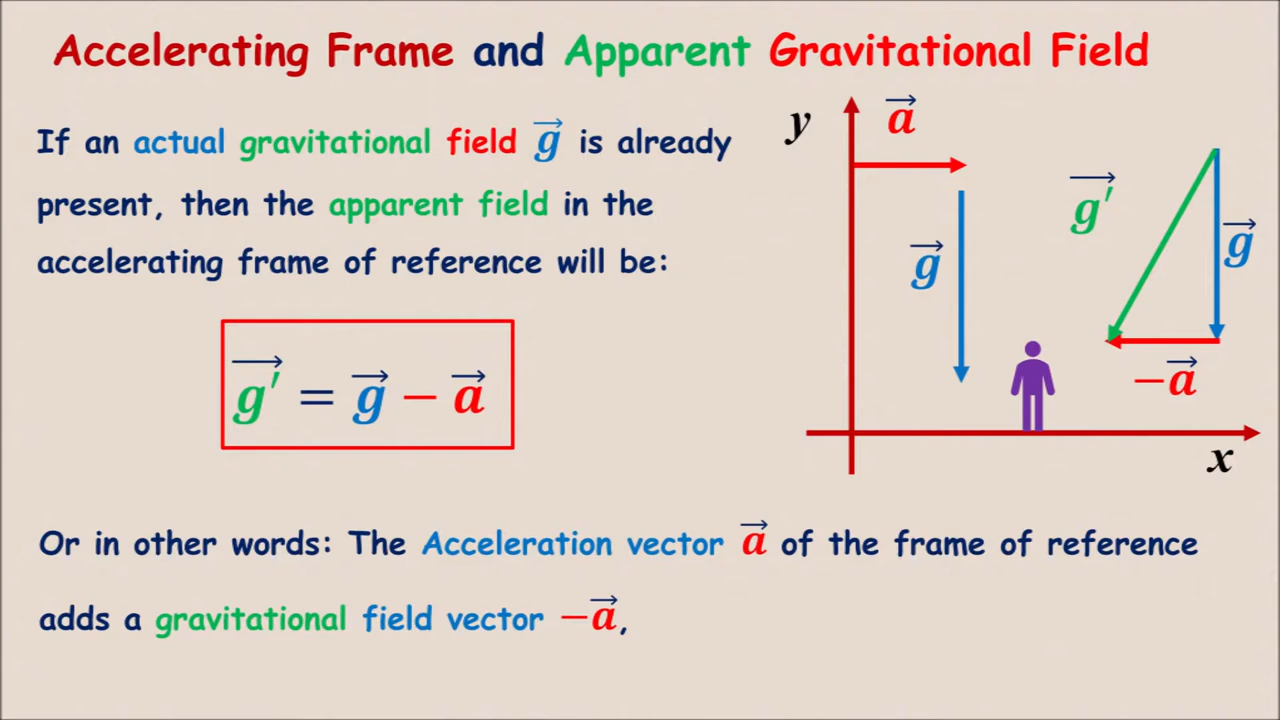 Accelerating Frame and Apparent Gravitational Field
If an actual gravitational field g⃗ is already
present, then the apparent field in the
accelerating frame of reference will be:
g⃗' = g⃗ − a⃗
y
a⃗
g⃗
g⃗'
g⃗
−a⃗
x
Or in other words: The Acceleration vector a⃗ of the frame of reference
adds a gravitational field vector −a⃗,